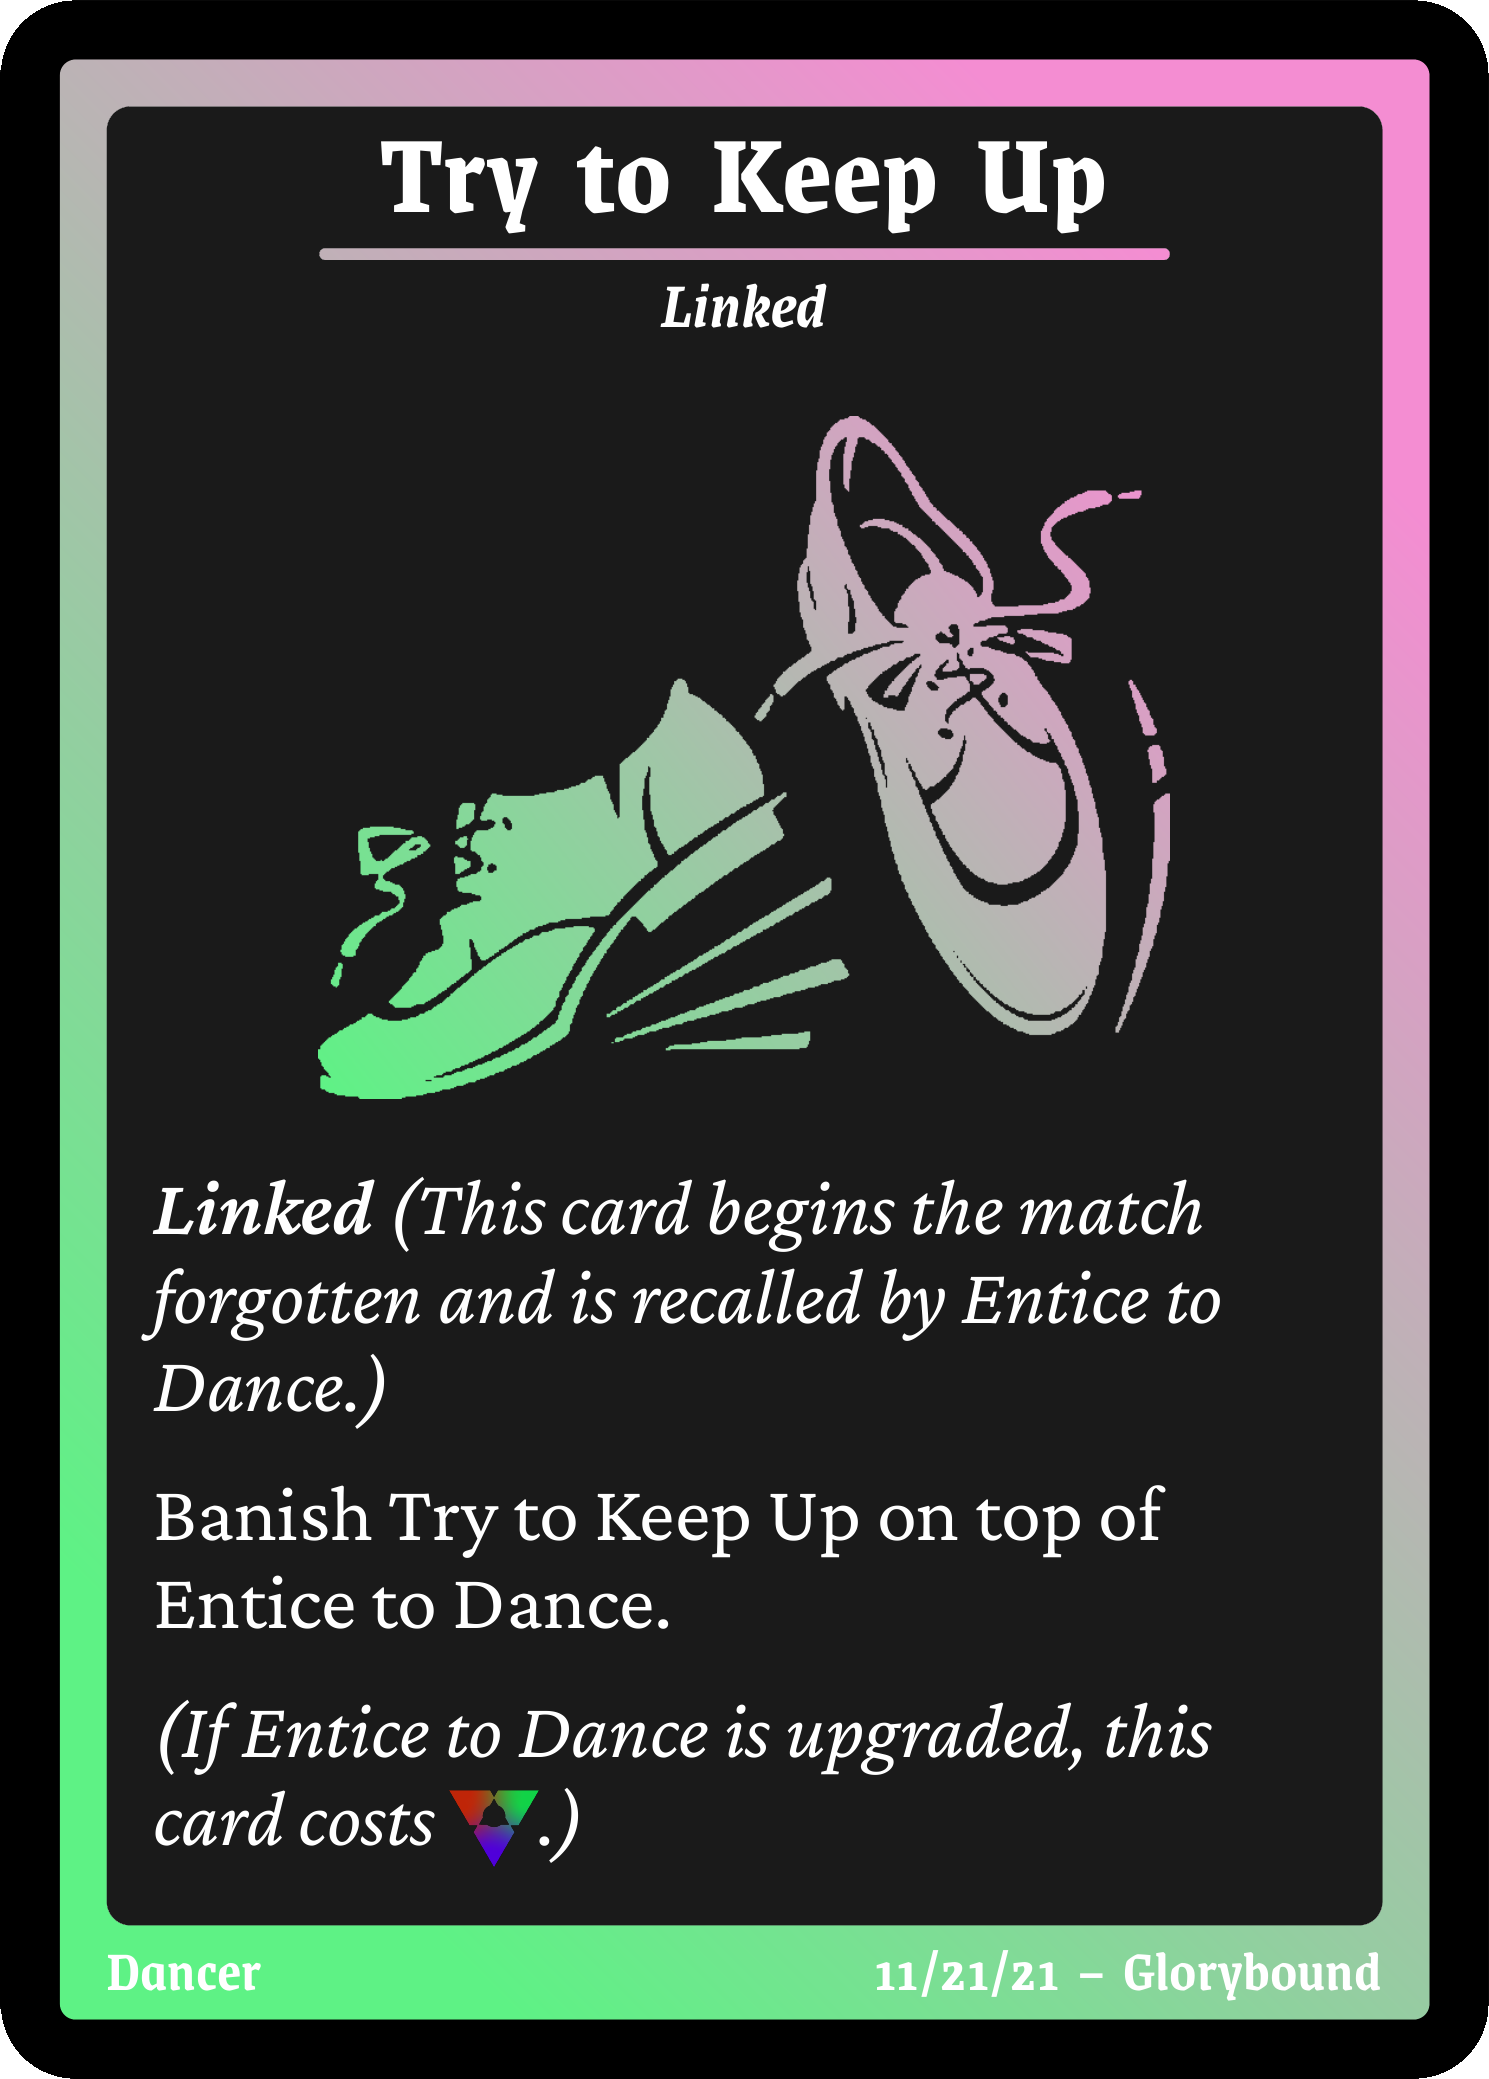 Try to Keep Up
Linked
Linked (This card begins the match
forgotten and is recalled by Entice to
Dance.)
Banish Try to Keep Up on top of
Entice to Dance.
(If Entice to Dance is upgraded, this
card costs .)
Dancer
11/21/21 – Glorybound